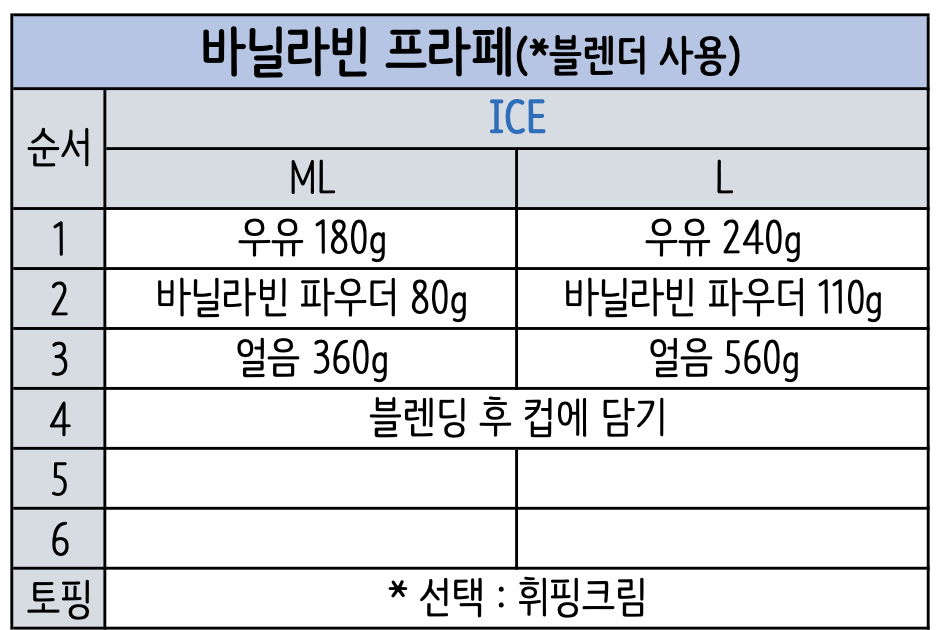 바닐라빈 프라페(*블렌더 사용)
순서 ICE
ML L
1 우유 180g 우유 240g
2 바닐라빈 파우더 80g 바닐라빈 파우더 110g
3 얼음 360g 얼음 560g
4 블렌딩 후 컵에 담기
5
6
토핑 * 선택 : 휘핑크림